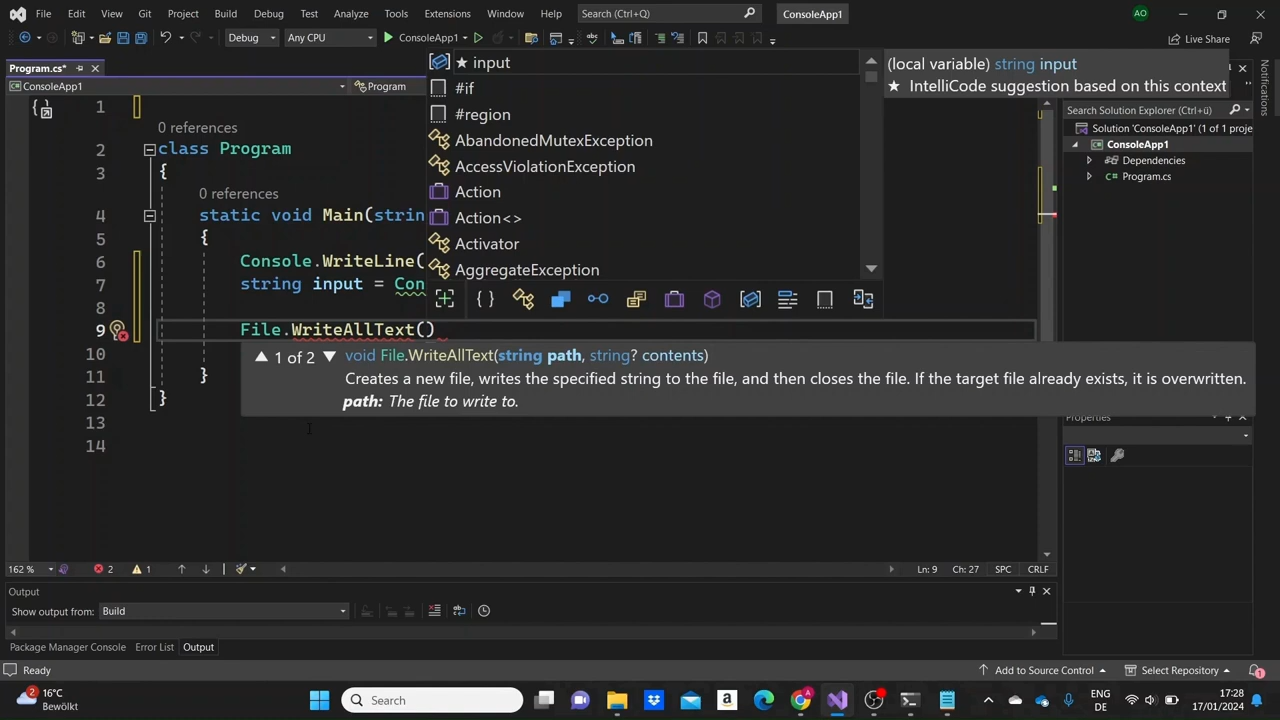 File Edit View Git Project Build Debug Test Analyze Tools Extensions Window Help Search (Ctrl+Q) ConsoleApp1 AO
Debug Any CPU ConsoleApp1 Live Share
Program.cs*
ConsoleApp1 Program
★ input
#if
#region
AbandonedMutexException
AccessViolationException
Action
Action<>
Activator
AggregateException
(local variable) string input
★ IntelliCode suggestion based on this context
Notifications
Search Solution Explorer (Ctrl+ü)
Solution 'ConsoleApp1' (1 of 1 proje
ConsoleApp1
Dependencies
C# Program.cs
1
0 references
2 class Program
3 {
0 references
4 static void Main(strin
5 {
6 Console.WriteLine(
7 string input = Con
8
9 File.WriteAllText()
10
11 }
12 }
13
14
1 of 2 void File.WriteAllText(string path, string? contents)
Creates a new file, writes the specified string to the file, and then closes the file. If the target file already exists, it is overwritten.
path: The file to write to.
Properties
162 % 2 1 Ln: 9 Ch: 27 SPC CRLF
Output
Show output from: Build
Package Manager Console Error List Output
Ready Add to Source Control Select Repository 1
2 16°C
Bewölkt
Search
ENG
DE
17:28
17/01/2024